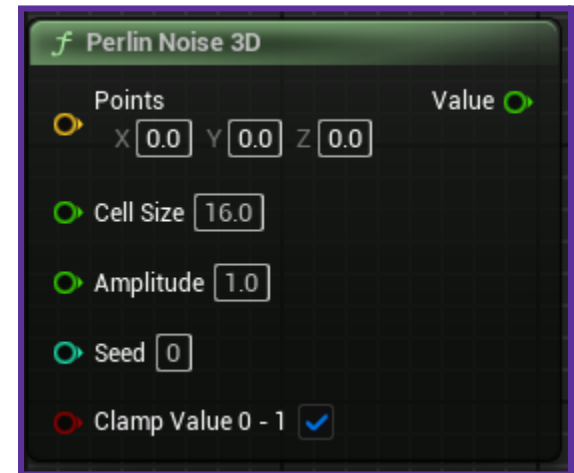 f Perlin Noise 3D
Points Value
X 0.0 Y 0.0 Z 0.0
Cell Size 16.0
Amplitude 1.0
Seed 0
Clamp Value 0 - 1